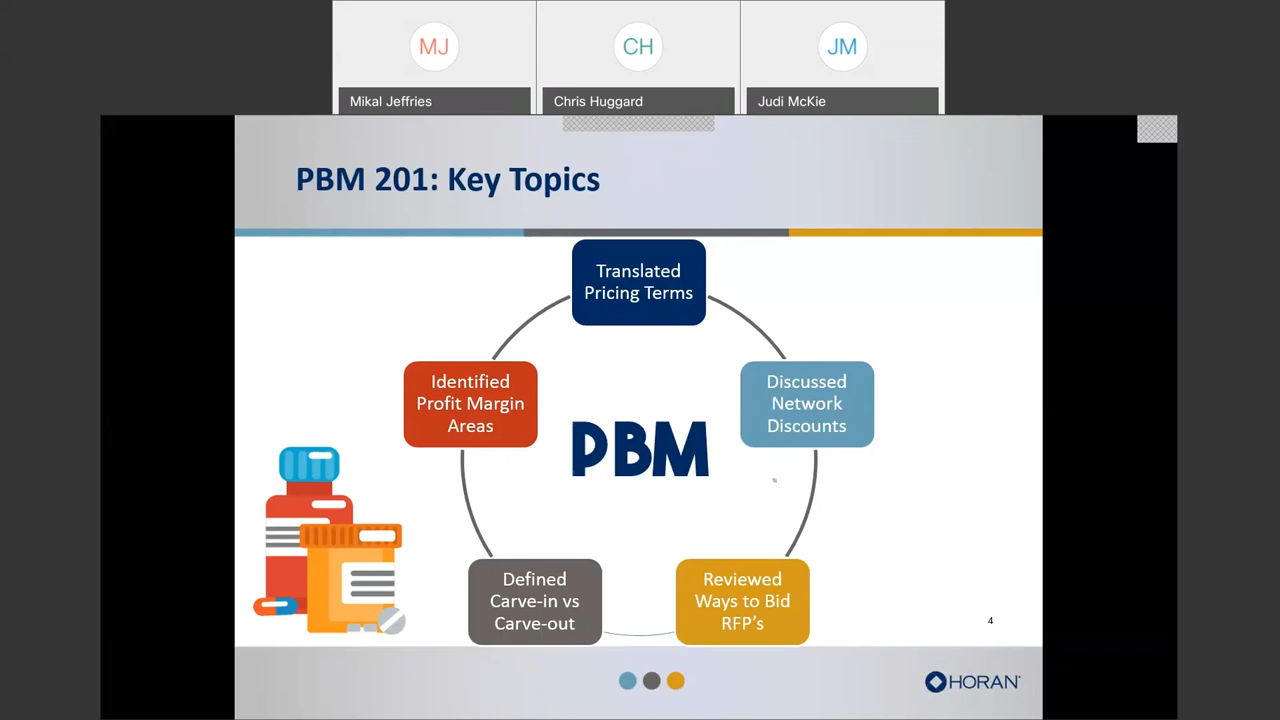 MJ
CH
JM
Mikal Jeffries
Chris Huggard
Judi McKie
PBM 201: Key Topics
Translated
Pricing Terms
Identified
Profit Margin
Areas
PBM
Discussed
Network
Discounts
Defined
Carve-in vs
Carve-out
Reviewed
Ways to Bid
RFP's
4
HORAN